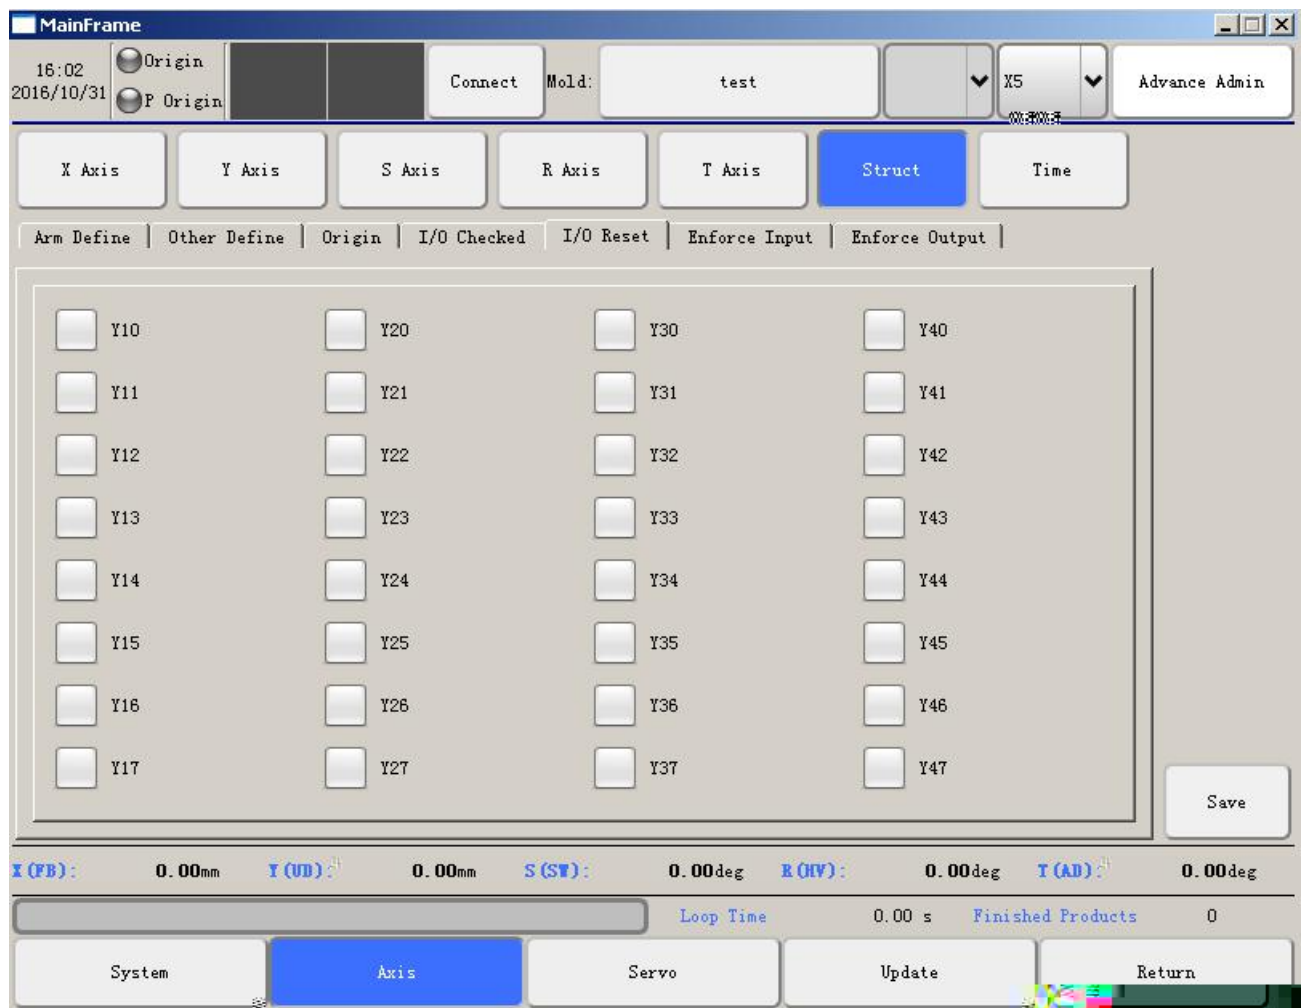 MainFrame
16:02
2016/10/31
Origin
P Origin
Connect
Mold:
test
X5
Advance Admin
X Axis
Y Axis
S Axis
R Axis
T Axis
Struct
Time
Arm Define
Other Define
Origin
I/O Checked
I/O Reset
Enforce Input
Enforce Output
Y10
Y20
Y30
Y40
Y11
Y21
Y31
Y41
Y12
Y22
Y32
Y42
Y13
Y23
Y33
Y43
Y14
Y24
Y34
Y44
Y15
Y25
Y35
Y45
Y16
Y26
Y36
Y46
Y17
Y27
Y37
Y47
Save
X(FB): 0.00mm
Y(UD): 0.00mm
S(SW): 0.00deg
R(HV): 0.00deg
T(AD): 0.00deg
Loop Time 0.00 s
Finished Products 0
System
Axis
Servo
Update
Return